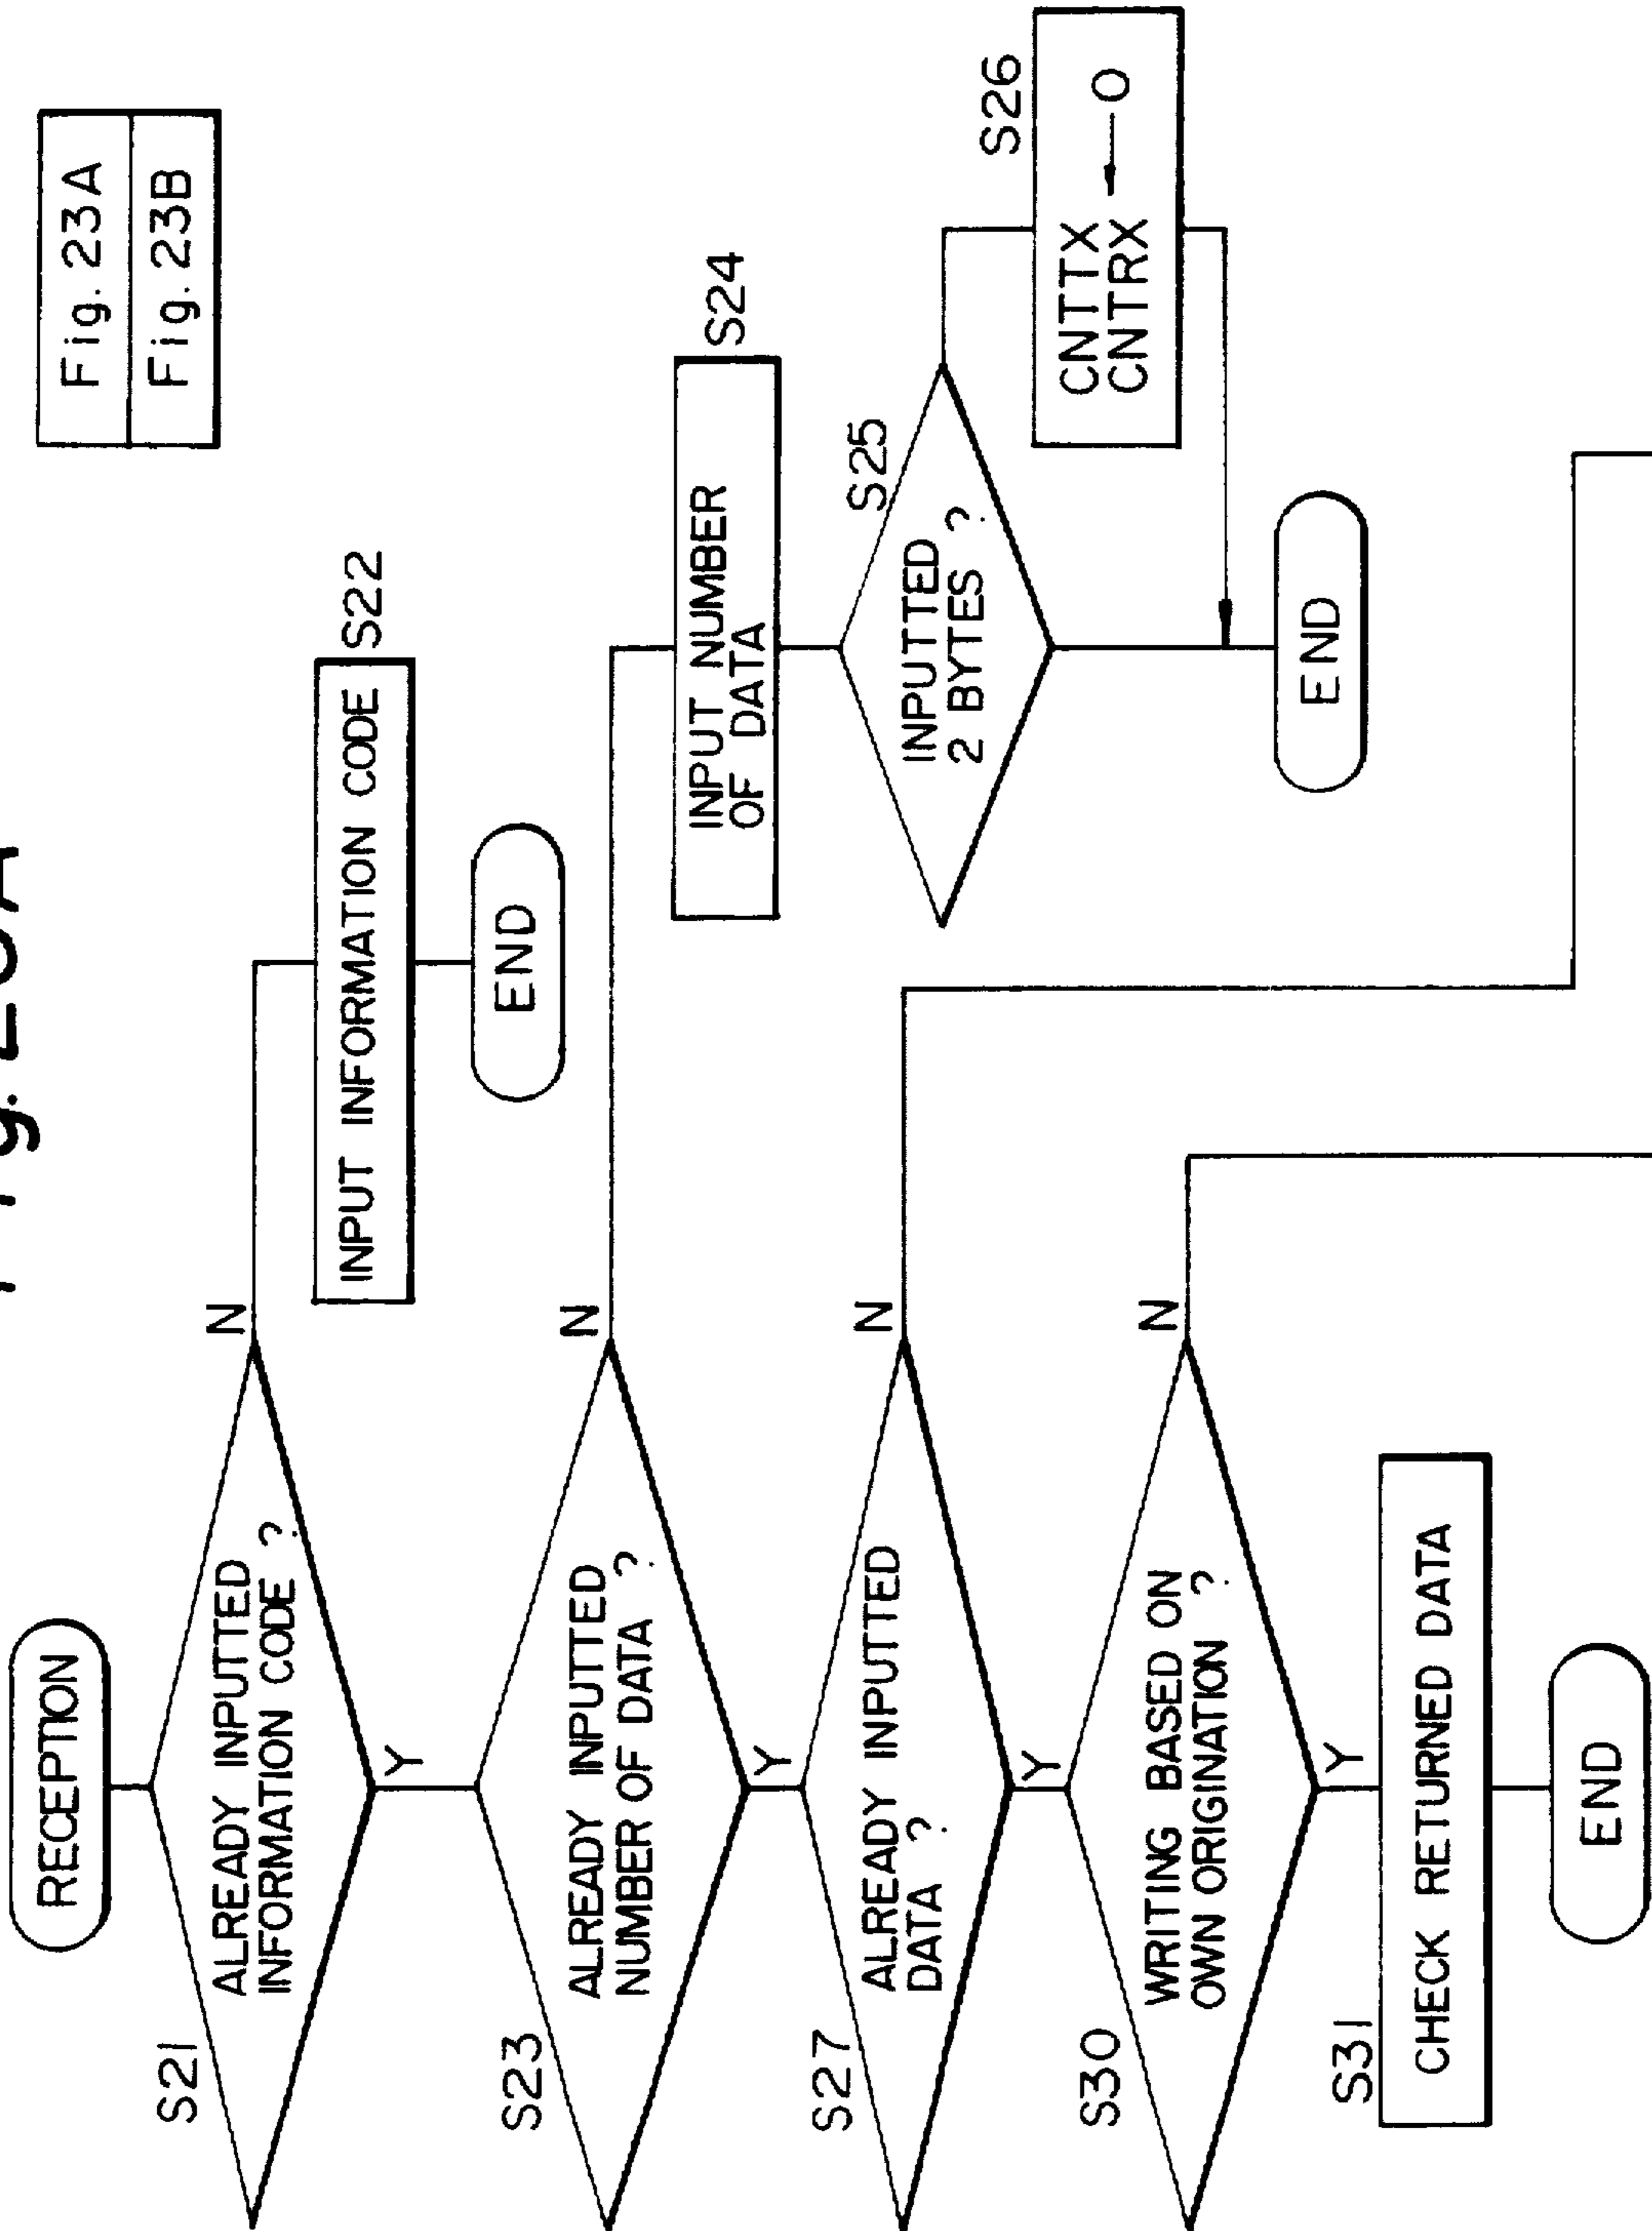 Fig. 23A
Fig. 23A
Fig. 23B
RECEPTION
S21
ALREADY INPUTTED
INFORMATION CODE ?
N
Y
S22
INPUT INFORMATION CODE
END
S23
ALREADY INPUTTED
NUMBER OF DATA ?
N
Y
S24
INPUT NUMBER
OF DATA
S25
INPUTTED
2 BYTES ?
S26
CNTTX
CNTRX ← 0
END
S27
ALREADY INPUTTED
DATA ?
N
Y
S30
WRITING BASED ON
OWN ORIGINATION ?
N
Y
S31
CHECK RETURNED DATA
END